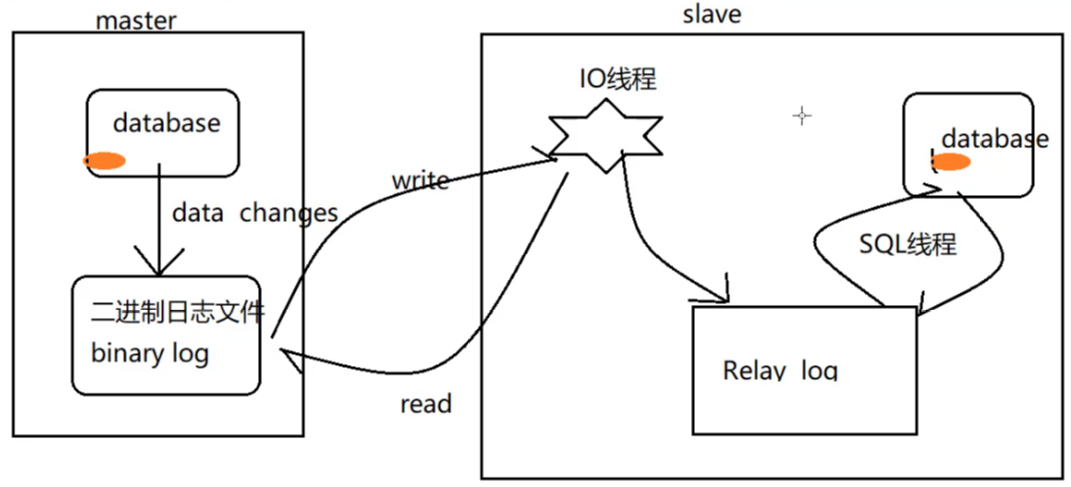 master
database
data changes
二进制日志文件
binary log
write
read
slave
IO线程
database
SQL线程
Relay log